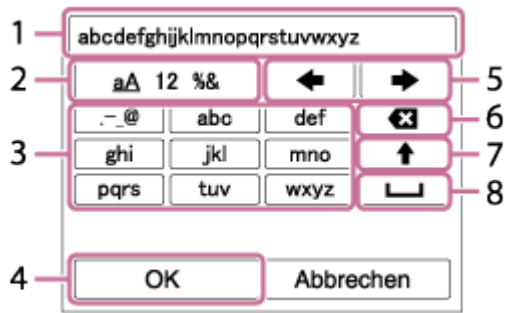 1 abcdefghijklmnopqrstuvwxyz
2 aA 12 %& 5
.-_@ abc def 6
3 ghi jkl mno 7
pqrs tuv wxyz 8
4 OK Abbrechen